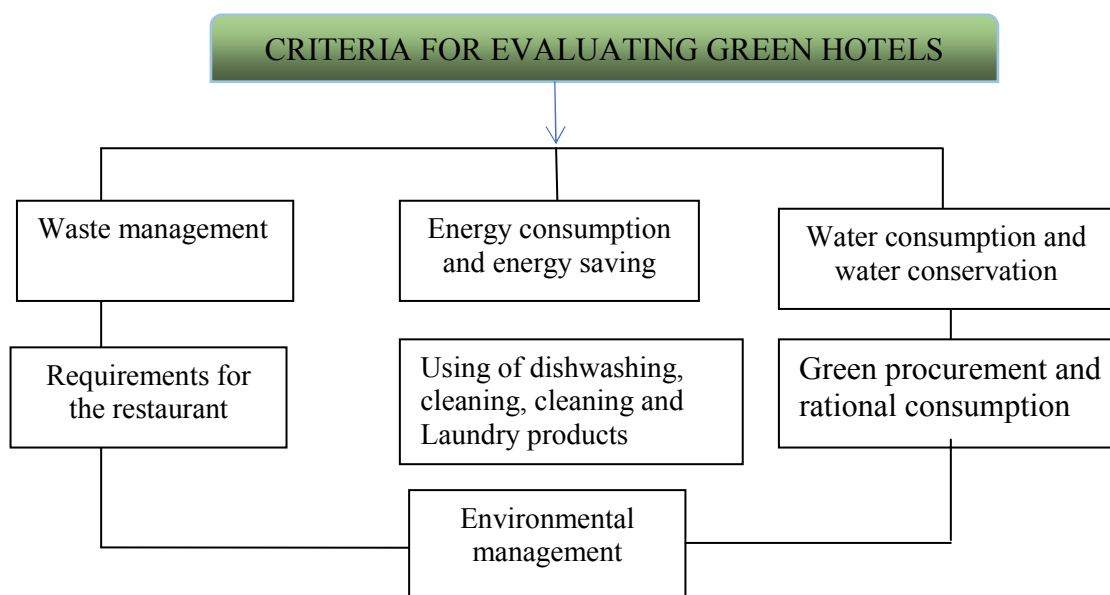 CRITERIA FOR EVALUATING GREEN HOTELS
Waste management
Energy consumption
and energy saving
Water consumption and
water conservation
Requirements for
the restaurant
Using of dishwashing,
cleaning, cleaning and
Laundry products
Green procurement and
rational consumption
Environmental
management